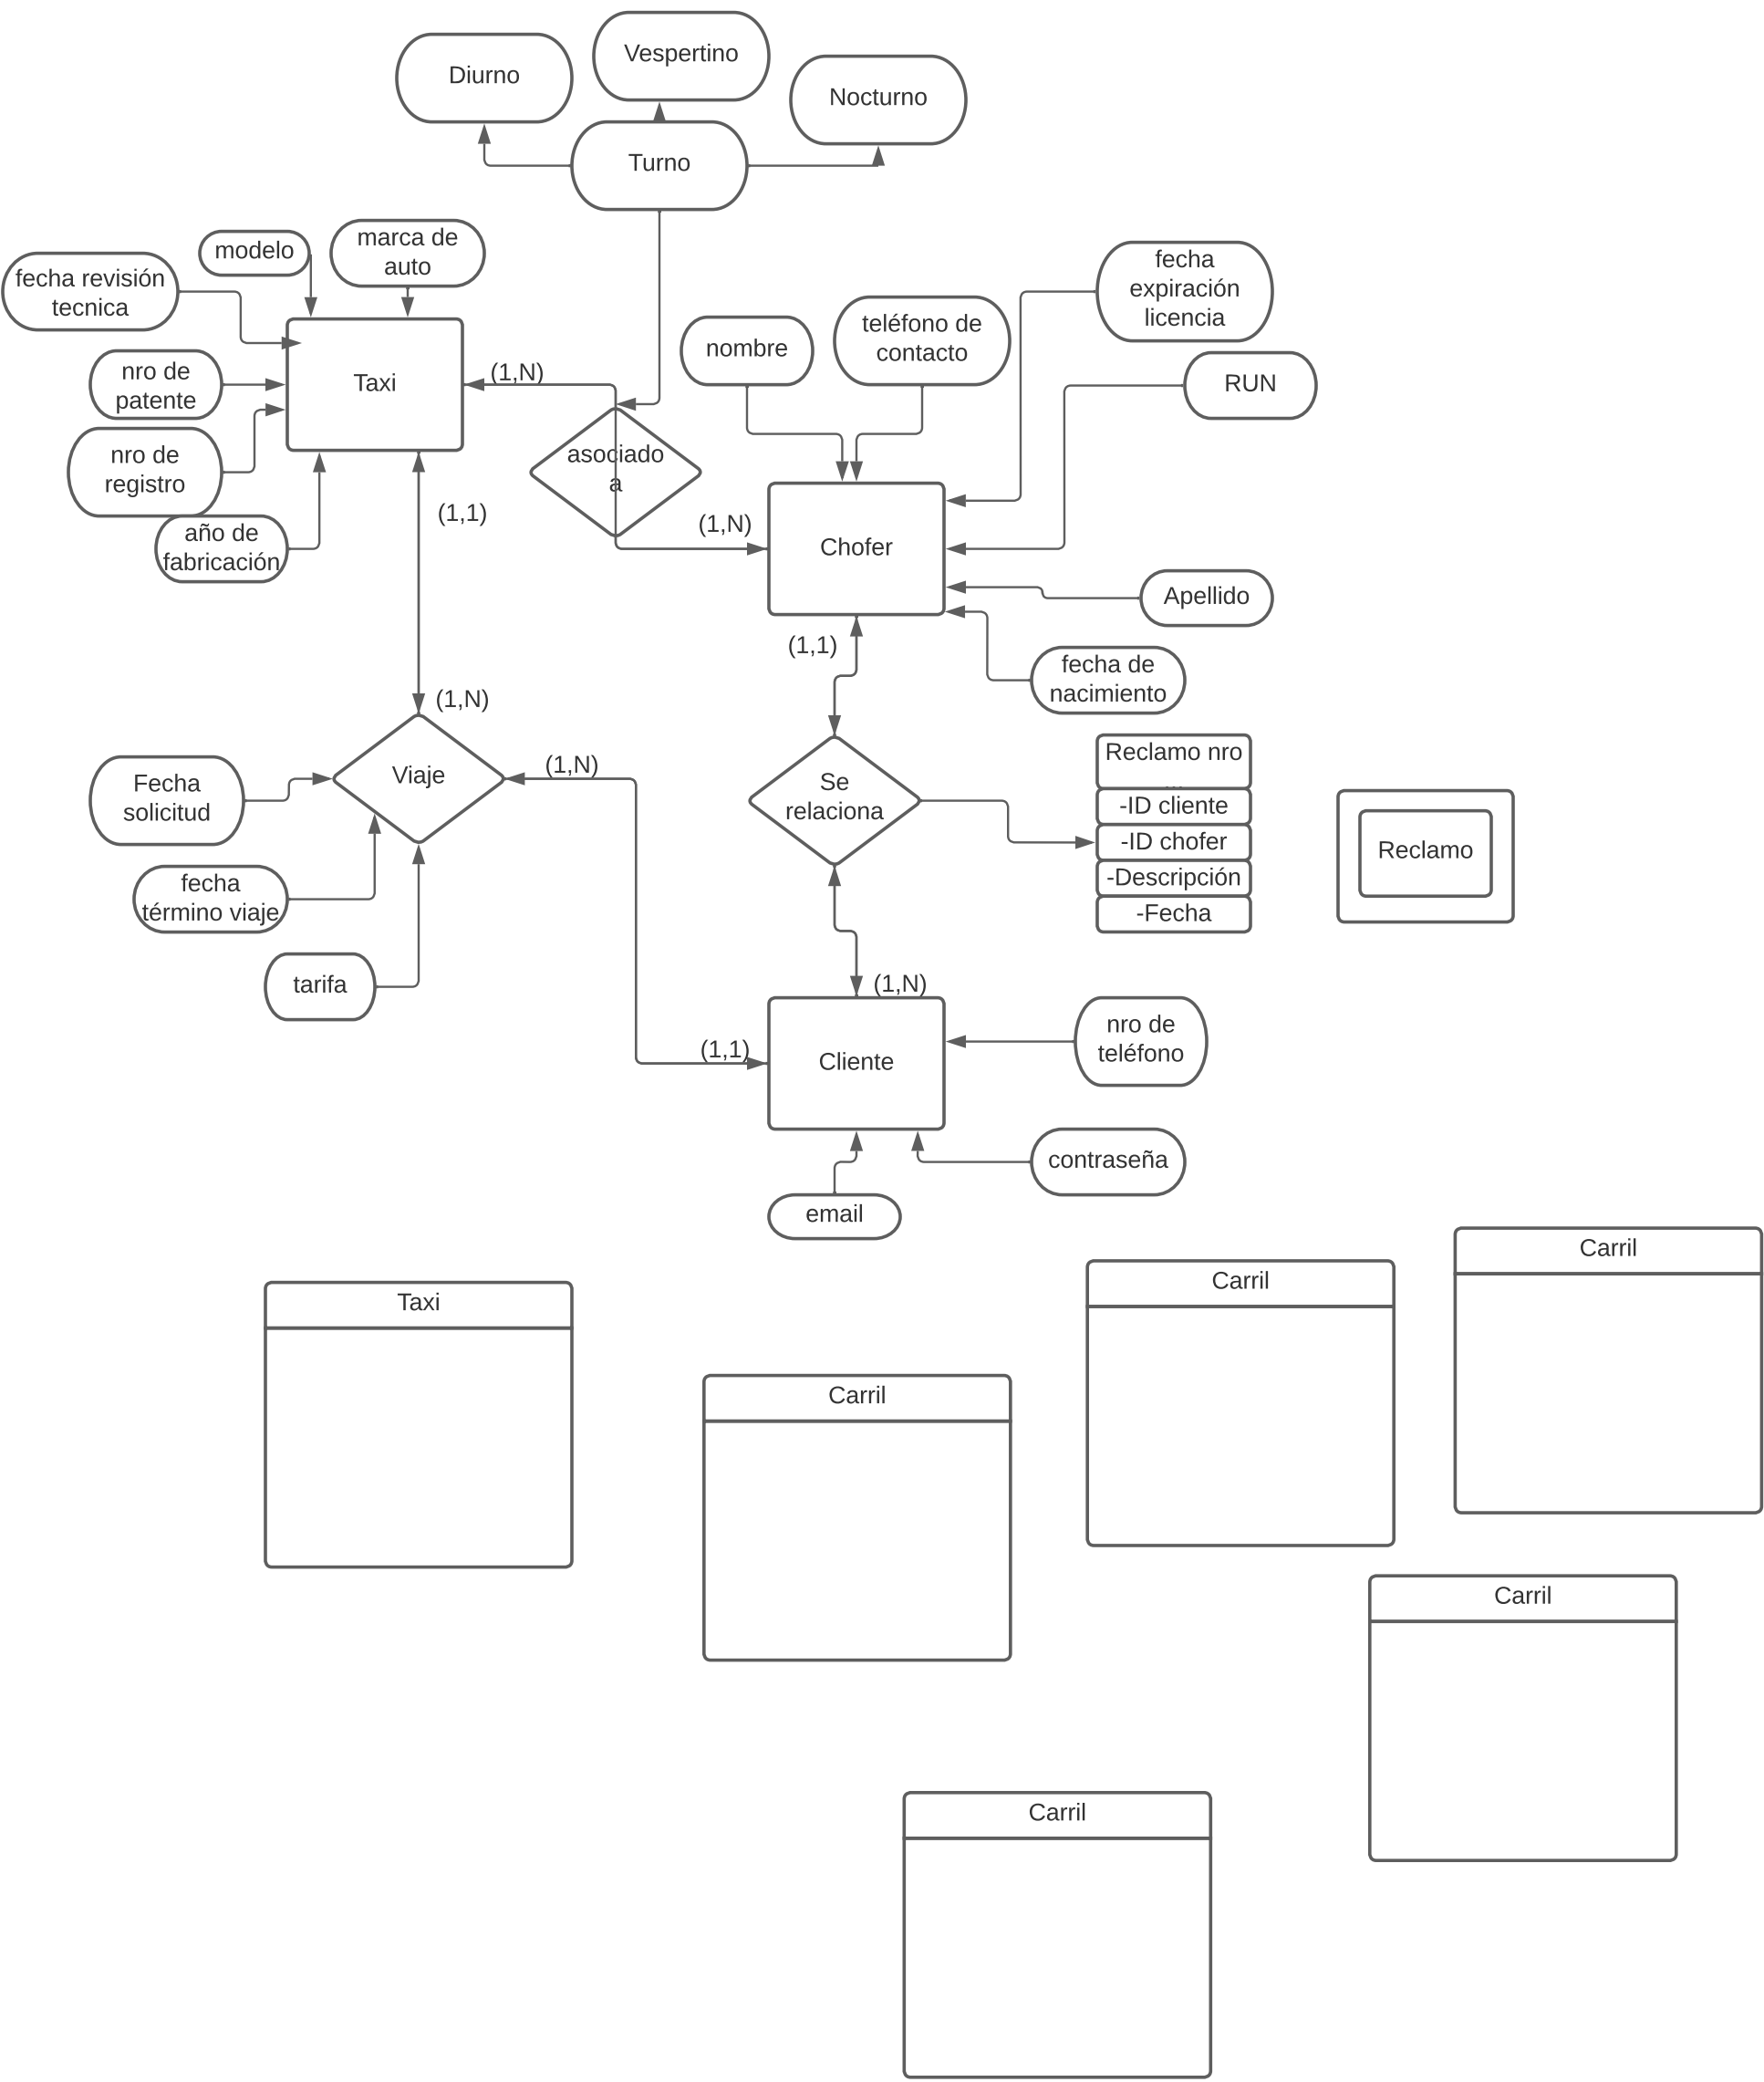 Vespertino
Diurno
Nocturno
Turno
modelo
marca de
auto
fecha revisión
tecnica
fecha
expiración
licencia
nombre
teléfono de
contacto
nro de
patente
Taxi
(1,N)
RUN
nro de
registro
asociado
a
año de
fabricación
(1,1)
(1,N)
Chofer
Apellido
(1,1)
fecha de
nacimiento
(1,N)
Fecha
solicitud
Viaje
(1,N)
Se
relaciona
Reclamo nro
...
-ID cliente
-ID chofer
-Descripción
-Fecha
Reclamo
fecha
término viaje
tarifa
(1,N)
(1,1)
Cliente
nro de
teléfono
contraseña
email
Taxi
Carril
Carril
Carril
Carril
Carril